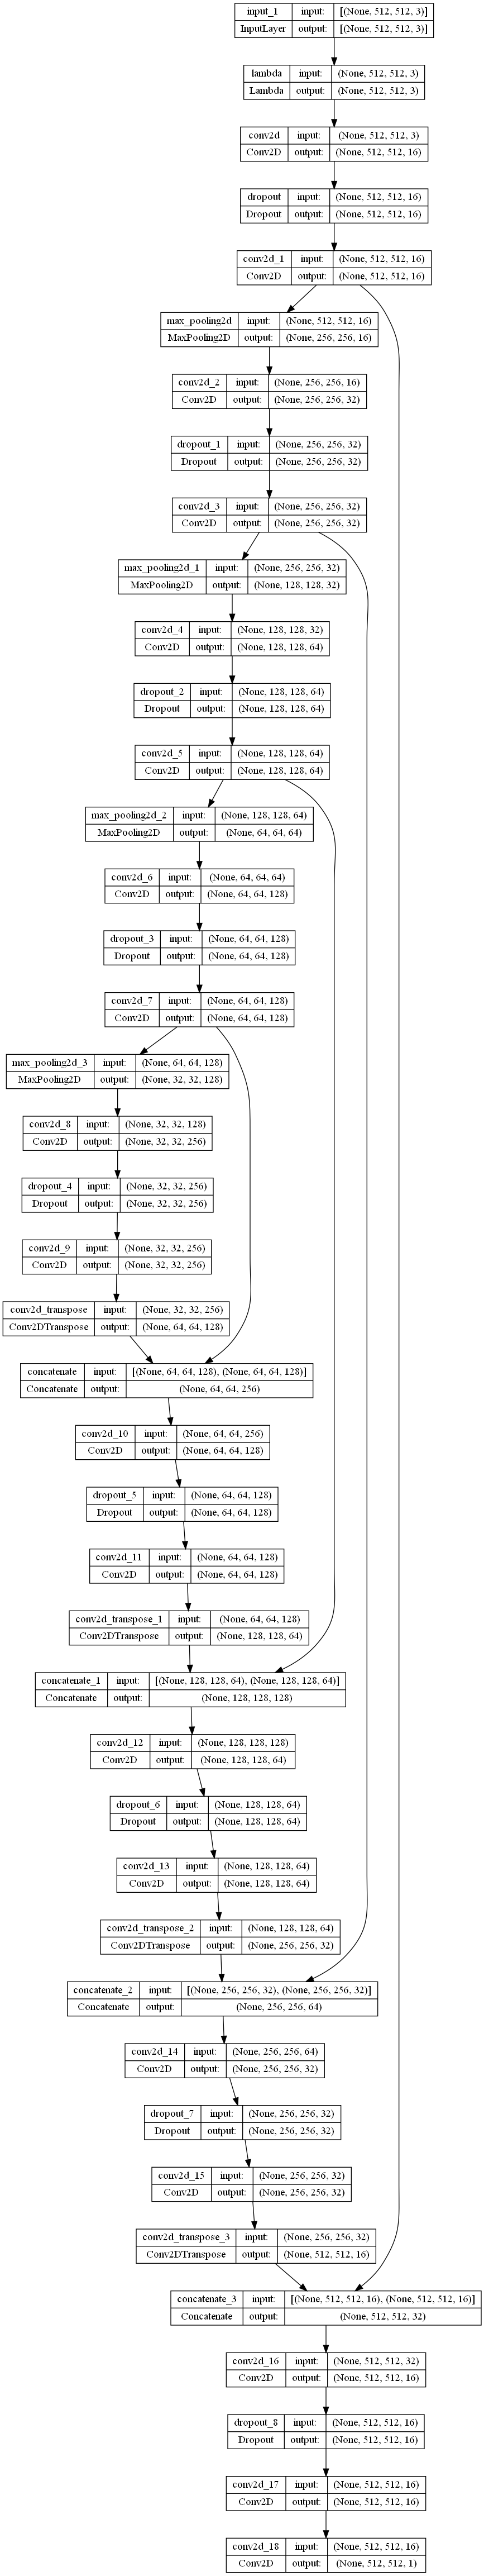 input_1 input: [(None, 512, 512, 3)]
InputLayer output: [(None, 512, 512, 3)]
lambda input: (None, 512, 512, 3)
Lambda output: (None, 512, 512, 3)
conv2d input: (None, 512, 512, 3)
Conv2D output: (None, 512, 512, 16)
dropout input: (None, 512, 512, 16)
Dropout output: (None, 512, 512, 16)
conv2d_1 input: (None, 512, 512, 16)
Conv2D output: (None, 512, 512, 16)
max_pooling2d input: (None, 512, 512, 16)
MaxPooling2D output: (None, 256, 256, 16)
conv2d_2 input: (None, 256, 256, 16)
Conv2D output: (None, 256, 256, 32)
dropout_1 input: (None, 256, 256, 32)
Dropout output: (None, 256, 256, 32)
conv2d_3 input: (None, 256, 256, 32)
Conv2D output: (None, 256, 256, 32)
max_pooling2d_1 input: (None, 256, 256, 32)
MaxPooling2D output: (None, 128, 128, 32)
conv2d_4 input: (None, 128, 128, 32)
Conv2D output: (None, 128, 128, 64)
dropout_2 input: (None, 128, 128, 64)
Dropout output: (None, 128, 128, 64)
conv2d_5 input: (None, 128, 128, 64)
Conv2D output: (None, 128, 128, 64)
max_pooling2d_2 input: (None, 128, 128, 64)
MaxPooling2D output: (None, 64, 64, 64)
conv2d_6 input: (None, 64, 64, 64)
Conv2D output: (None, 64, 64, 128)
dropout_3 input: (None, 64, 64, 128)
Dropout output: (None, 64, 64, 128)
conv2d_7 input: (None, 64, 64, 128)
Conv2D output: (None, 64, 64, 128)
max_pooling2d_3 input: (None, 64, 64, 128)
MaxPooling2D output: (None, 32, 32, 128)
conv2d_8 input: (None, 32, 32, 128)
Conv2D output: (None, 32, 32, 256)
dropout_4 input: (None, 32, 32, 256)
Dropout output: (None, 32, 32, 256)
conv2d_9 input: (None, 32, 32, 256)
Conv2D output: (None, 32, 32, 256)
conv2d_transpose input: (None, 32, 32, 256)
Conv2DTranspose output: (None, 64, 64, 128)
concatenate input: [(None, 64, 64, 128), (None, 64, 64, 128)]
Concatenate output: (None, 64, 64, 256)
conv2d_10 input: (None, 64, 64, 256)
Conv2D output: (None, 64, 64, 128)
dropout_5 input: (None, 64, 64, 128)
Dropout output: (None, 64, 64, 128)
conv2d_11 input: (None, 64, 64, 128)
Conv2D output: (None, 64, 64, 128)
conv2d_transpose_1 input: (None, 64, 64, 128)
Conv2DTranspose output: (None, 128, 128, 64)
concatenate_1 input: [(None, 128, 128, 64), (None, 128, 128, 64)]
Concatenate output: (None, 128, 128, 128)
conv2d_12 input: (None, 128, 128, 128)
Conv2D output: (None, 128, 128, 64)
dropout_6 input: (None, 128, 128, 64)
Dropout output: (None, 128, 128, 64)
conv2d_13 input: (None, 128, 128, 64)
Conv2D output: (None, 128, 128, 64)
conv2d_transpose_2 input: (None, 128, 128, 64)
Conv2DTranspose output: (None, 256, 256, 32)
concatenate_2 input: [(None, 256, 256, 32), (None, 256, 256, 32)]
Concatenate output: (None, 256, 256, 64)
conv2d_14 input: (None, 256, 256, 64)
Conv2D output: (None, 256, 256, 32)
dropout_7 input: (None, 256, 256, 32)
Dropout output: (None, 256, 256, 32)
conv2d_15 input: (None, 256, 256, 32)
Conv2D output: (None, 256, 256, 32)
conv2d_transpose_3 input: (None, 256, 256, 32)
Conv2DTranspose output: (None, 512, 512, 16)
concatenate_3 input: [(None, 512, 512, 16), (None, 512, 512, 16)]
Concatenate output: (None, 512, 512, 32)
conv2d_16 input: (None, 512, 512, 32)
Conv2D output: (None, 512, 512, 16)
dropout_8 input: (None, 512, 512, 16)
Dropout output: (None, 512, 512, 16)
conv2d_17 input: (None, 512, 512, 16)
Conv2D output: (None, 512, 512, 16)
conv2d_18 input: (None, 512, 512, 16)
Conv2D output: (None, 512, 512, 1)